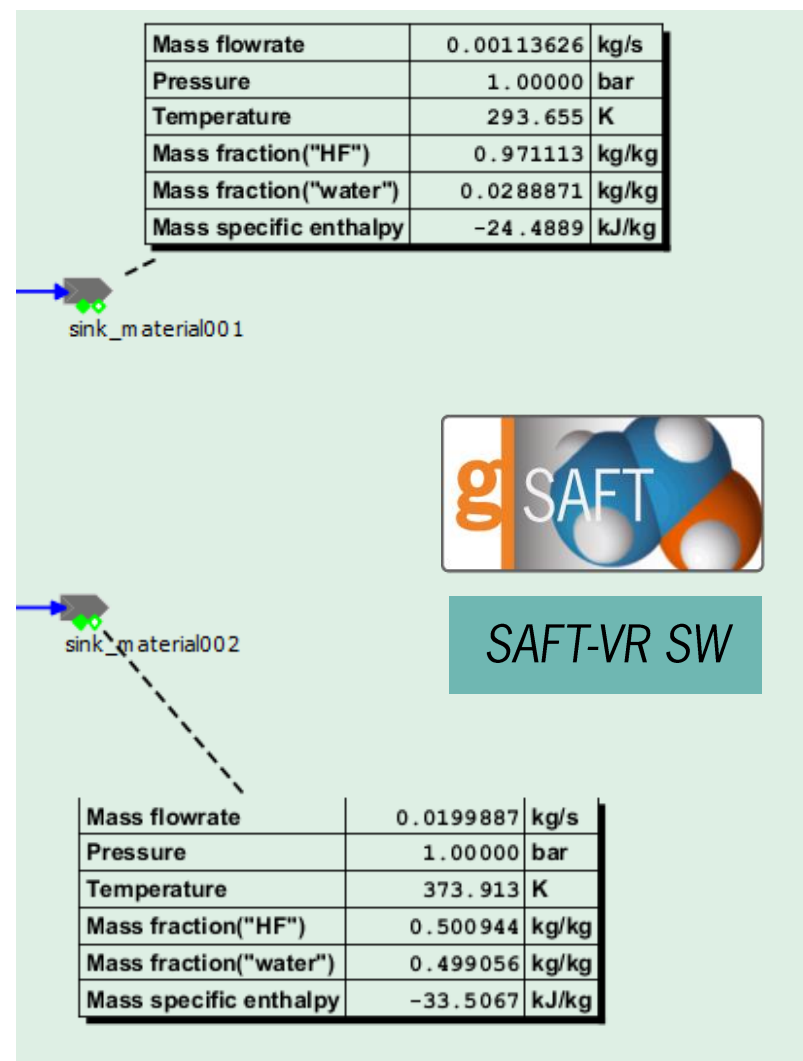 Mass flowrate 0.00113626 kg/s
Pressure 1.00000 bar
Temperature 293.655 K
Mass fraction("HF") 0.971113 kg/kg
Mass fraction("water") 0.0288871 kg/kg
Mass specific enthalpy -24.4889 kJ/kg
sink_material001
gSAFT
sink_material002
SAFT-VR SW
Mass flowrate 0.0199887 kg/s
Pressure 1.00000 bar
Temperature 373.913 K
Mass fraction("HF") 0.500944 kg/kg
Mass fraction("water") 0.499056 kg/kg
Mass specific enthalpy -33.5067 kJ/kg